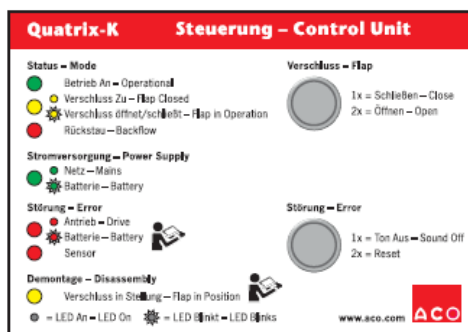 Quatrix-K Steuerung – Control Unit
Status – Mode
Betrieb An – Operational
Verschluss Zu – Flap Closed
Verschluss öffnet/schließt – Flap in Operation
Rückstau – Backflow
Stromversorgung – Power Supply
Netz – Mains
Batterie – Battery
Störung – Error
Antrieb – Drive
Batterie – Battery
Sensor
Demontage – Disassembly
Verschluss in Stellung – Flap in Position
= LED An – LED On = LED Blinkt – LED Blinks
Verschluss – Flap
1x = Schließen – Close
2x = Öffnen – Open
Störung – Error
1x = Ton Aus – Sound Off
2x = Reset
www.aco.com ACO